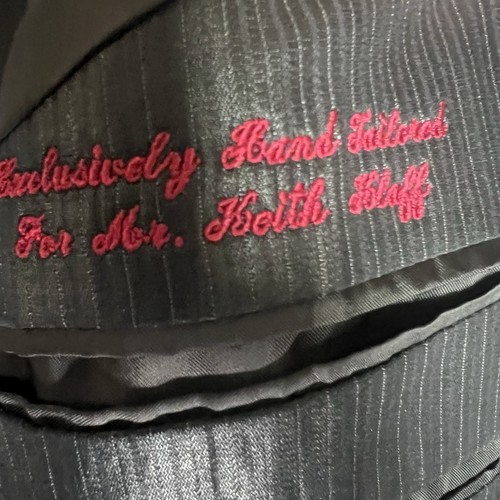 Exclusively Hand Tailored
For Mr. Keith Kloff